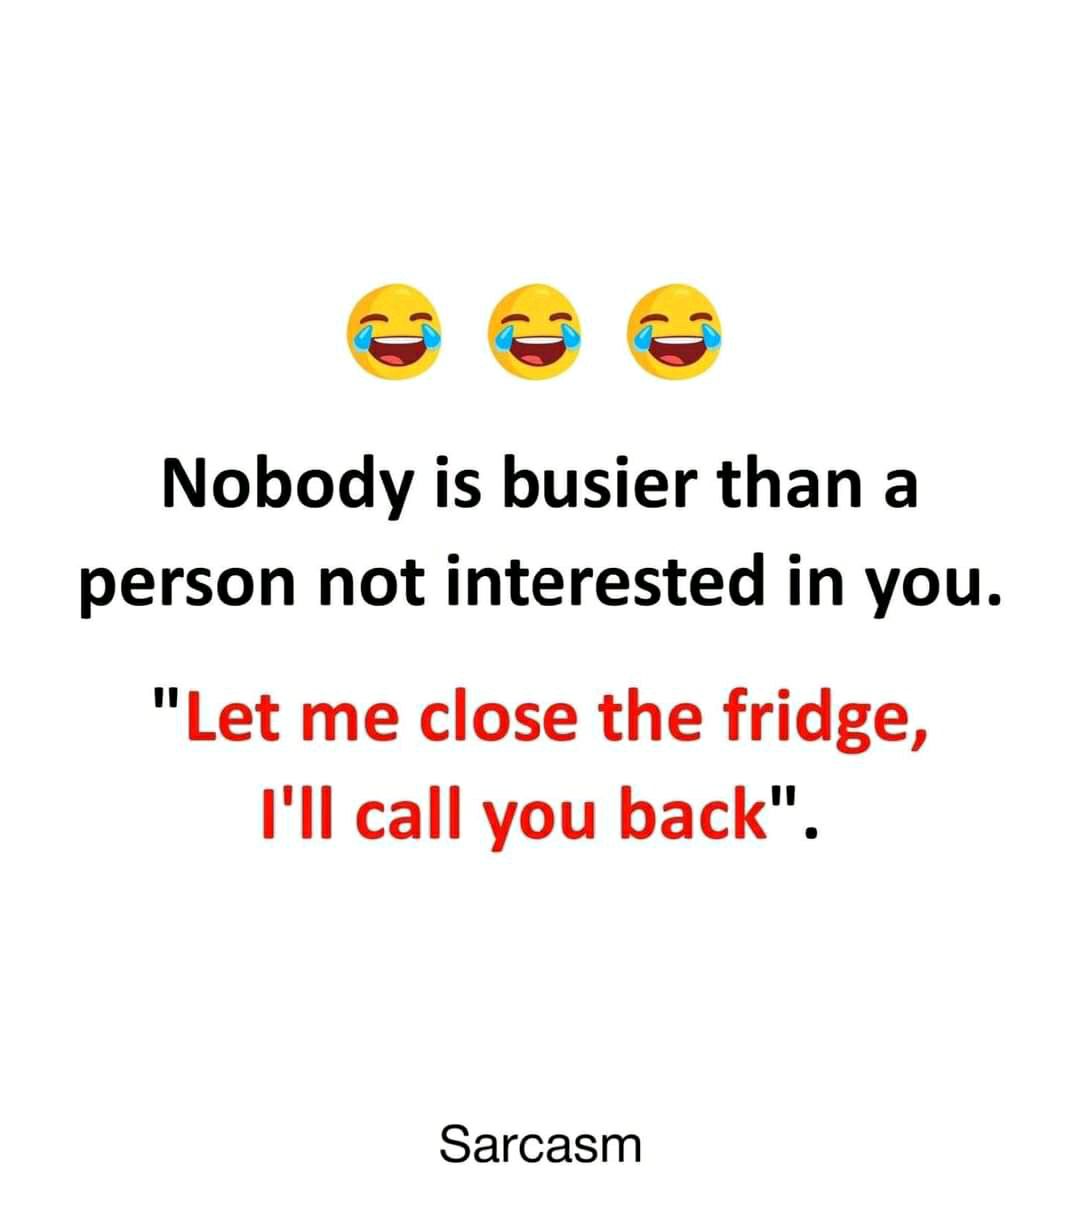 Nobody is busier than a
person not interested in you.
"Let me close the fridge,
I'll call you back".
Sarcasm